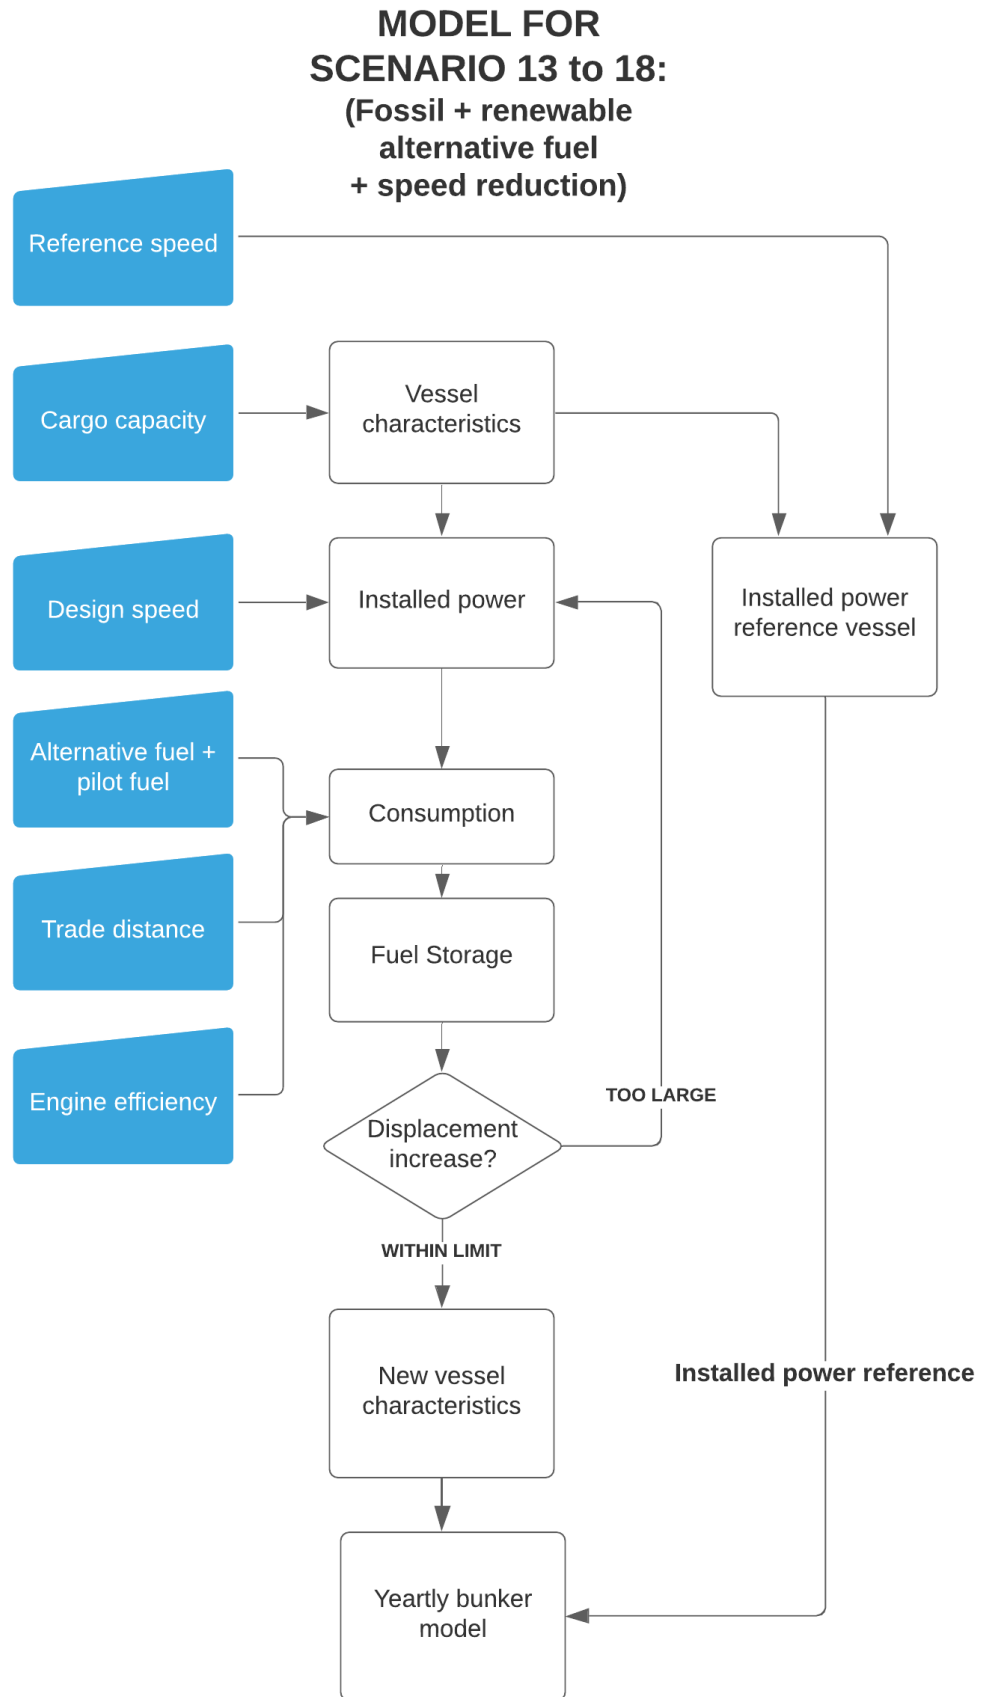 MODEL FOR
SCENARIO 13 to 18:
(Fossil + renewable
alternative fuel
+ speed reduction)
Reference speed
Cargo capacity
Vessel
characteristics
Design speed
Installed power
Installed power
reference vessel
Alternative fuel +
pilot fuel
Consumption
Trade distance
Fuel Storage
Engine efficiency
TOO LARGE
Displacement
increase?
WITHIN LIMIT
New vessel
characteristics
Installed power reference
Yeartly bunker
model